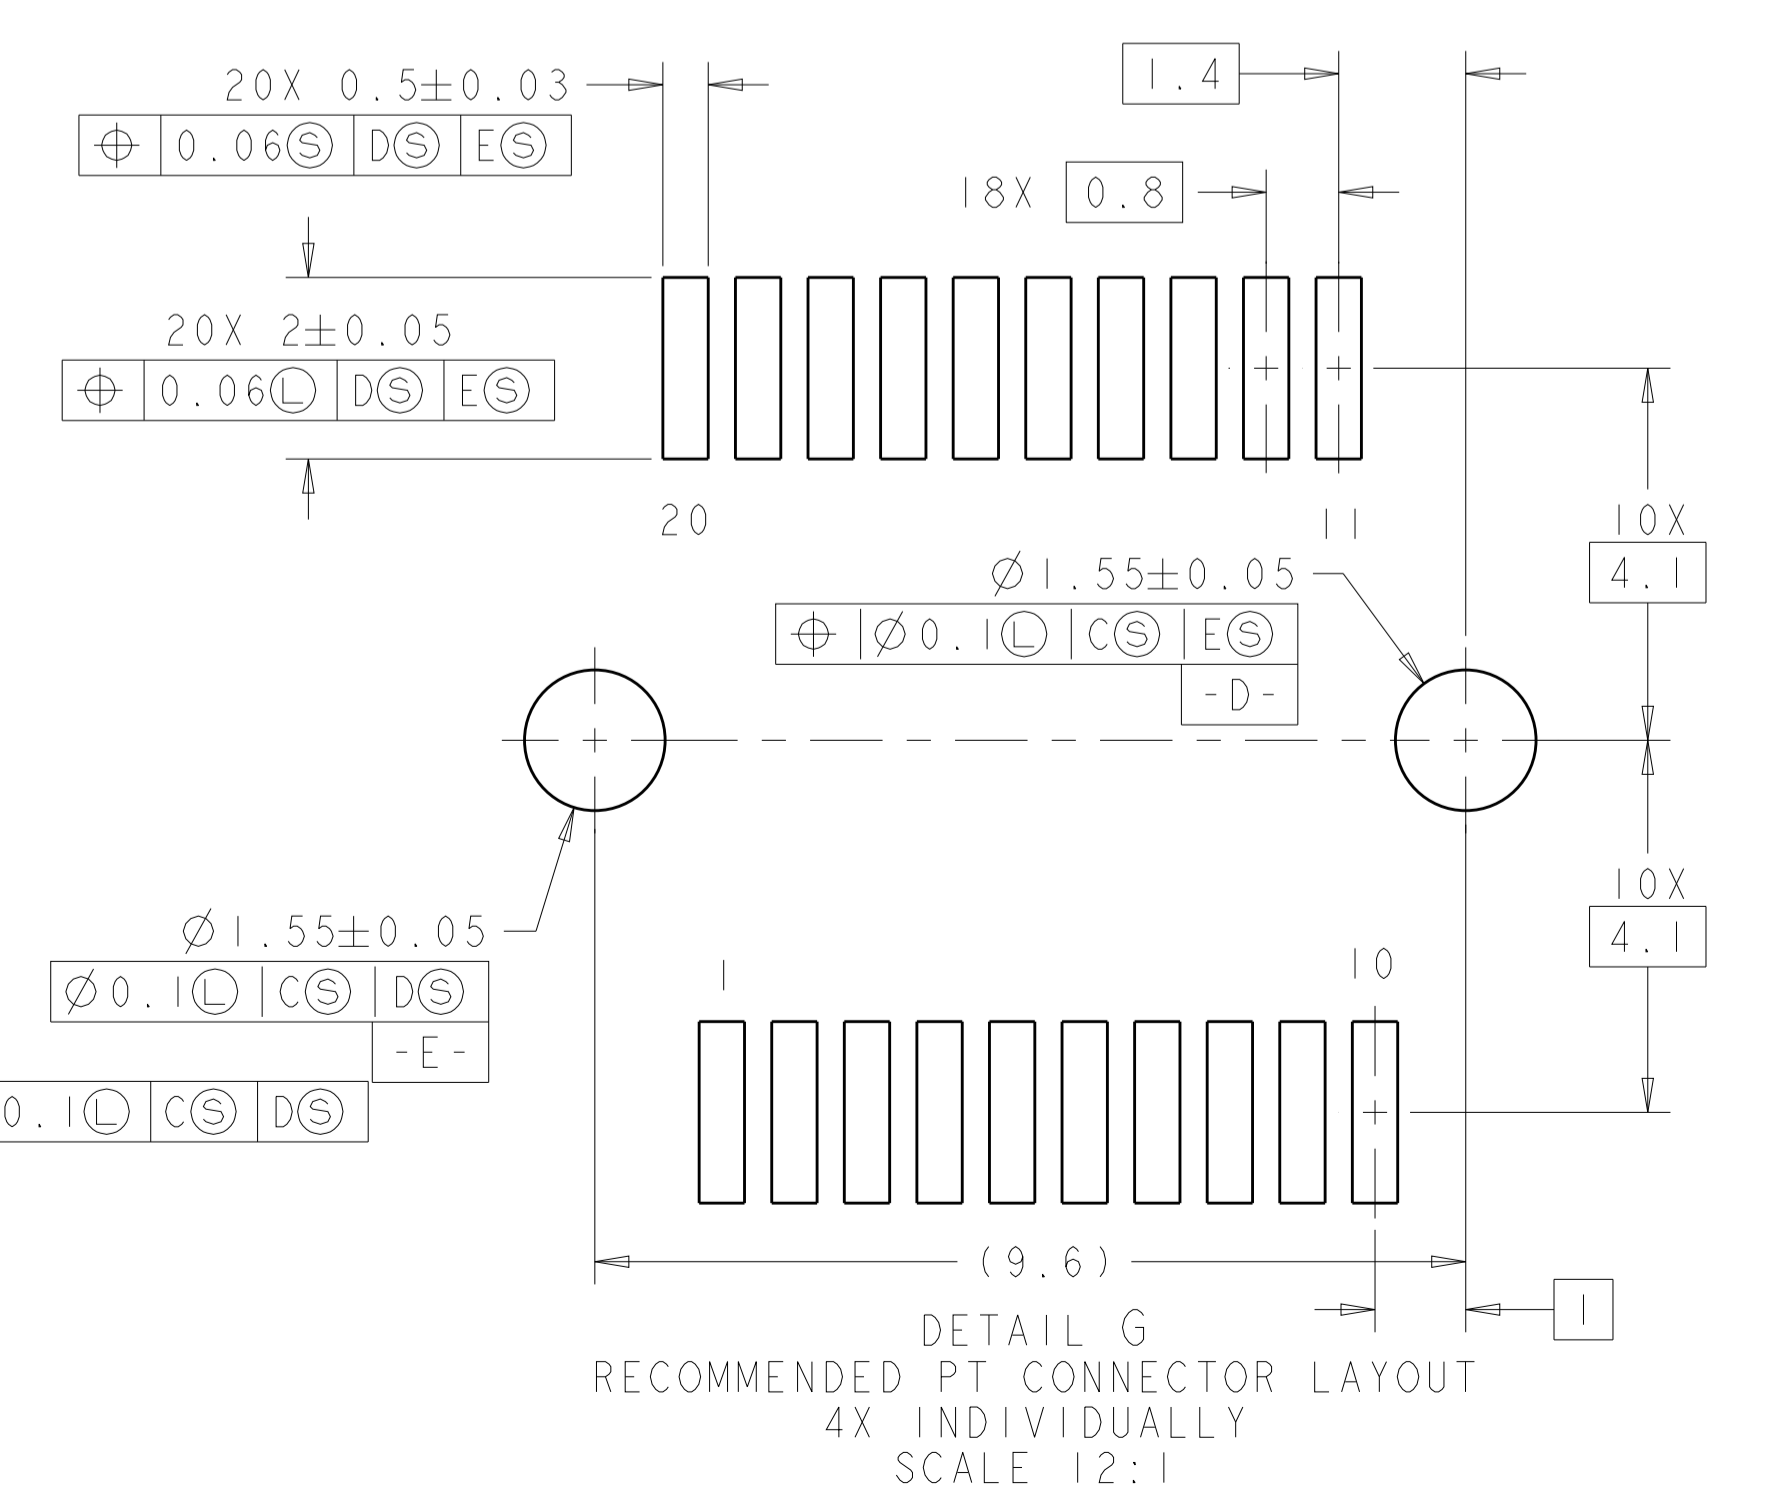 20X 0.5±0.03
⌖ 0.06Ⓢ DⓈ EⓈ
1.4
18X 0.8
20X 2±0.05
⌖ 0.06Ⓛ DⓈ EⓈ
20
11
10X
4.1
Ø1.55±0.05
⌖ Ø0.1Ⓛ CⓈ EⓈ
-D-
10X
4.1
Ø1.55±0.05
Ø0.1Ⓛ CⓈ DⓈ
-E-
0.1Ⓛ CⓈ DⓈ
1
10
(9.6)
1
DETAIL G
RECOMMENDED PT CONNECTOR LAYOUT
4X INDIVIDUALLY
SCALE 12:1